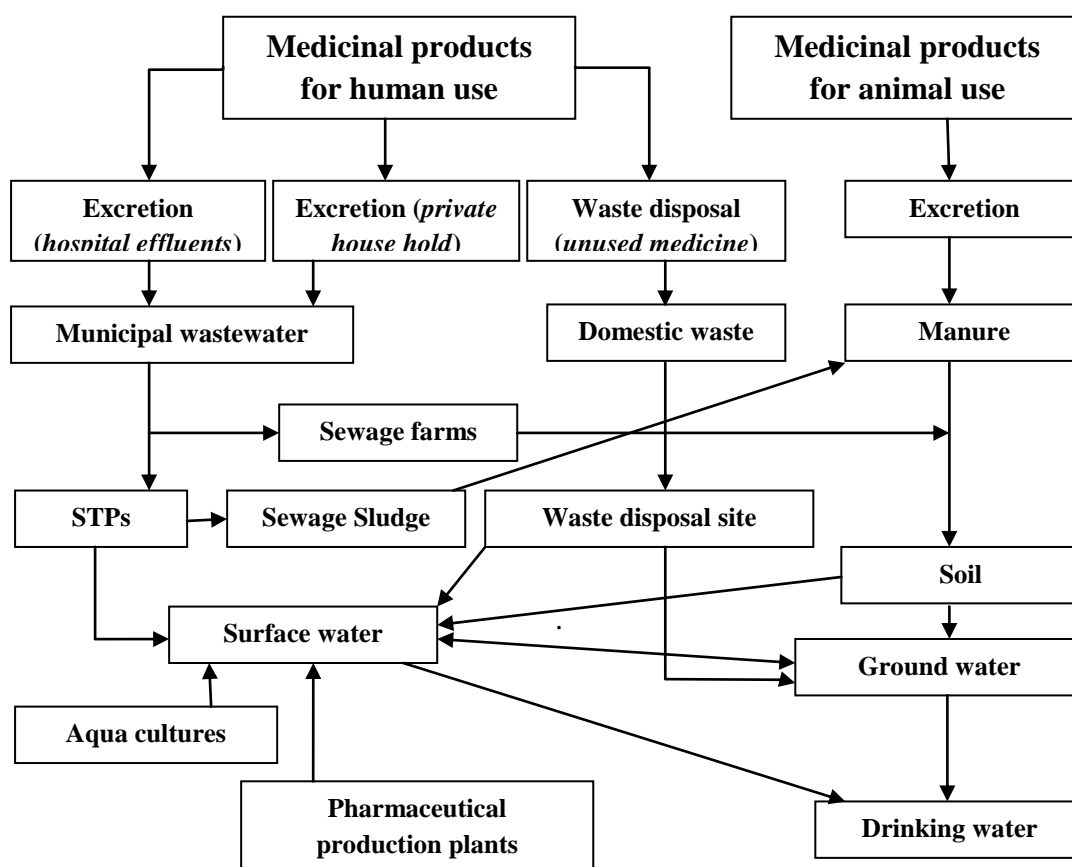 Medicinal products
for human use
Medicinal products
for animal use
Excretion
(hospital effluents)
Excretion (private
house hold)
Waste disposal
(unused medicine)
Excretion
Municipal wastewater
Domestic waste
Manure
Sewage farms
STPs
Sewage Sludge
Waste disposal site
Soil
Surface water
.
Ground water
Aqua cultures
Pharmaceutical
production plants
Drinking water